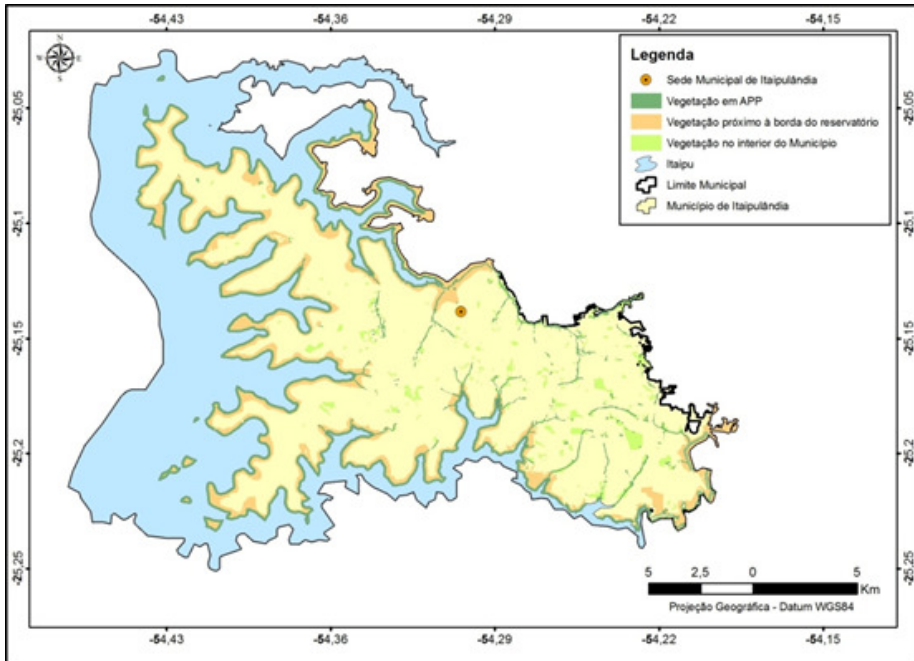 -54,43 -54,36 -54,29 -54,22 -54,15
N
W E
S
Legenda
Sede Municipal de Itaipulândia
Vegetação em APP
Vegetação próximo à borda do reservatório
Vegetação no interior do Município
Itaipu
Limite Municipal
Município de Itaipulândia
-25,05 -25,05
-25,1 -25,1
-25,15 -25,15
-25,2 -25,2
-25,25 -25,25
5 2,5 0 5
Km
Projeção Geográfica - Datum WGS84
-54,43 -54,36 -54,29 -54,22 -54,15